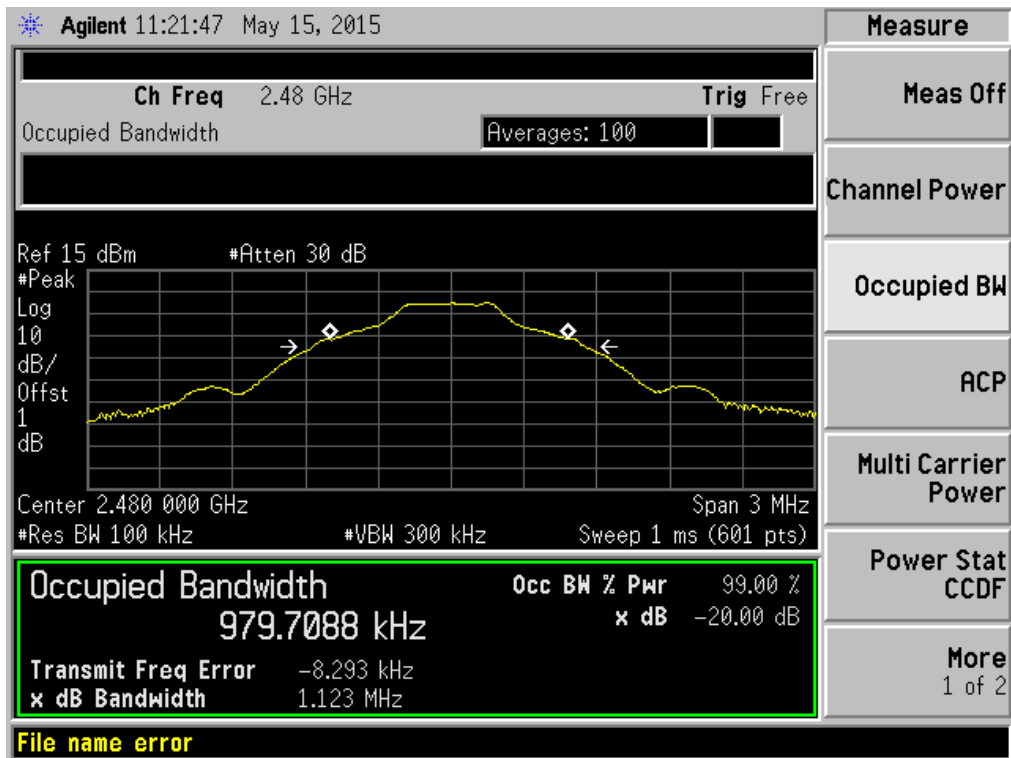 Agilent 11:21:47 May 15, 2015
Measure
Ch Freq 2.48 GHz Trig Free
Occupied Bandwidth Averages: 100
Meas Off
Channel Power
Occupied BW
ACP
Multi Carrier
Power
Power Stat
CCDF
More
1 of 2
Ref 15 dBm #Atten 30 dB
#Peak
Log
10
dB/
Offst
1
dB
Center 2.480 000 GHz Span 3 MHz
#Res BW 100 kHz #VBW 300 kHz Sweep 1 ms (601 pts)
Occupied Bandwidth Occ BW % Pwr 99.00 %
979.7088 kHz x dB -20.00 dB
Transmit Freq Error -8.293 kHz
x dB Bandwidth 1.123 MHz
File name error